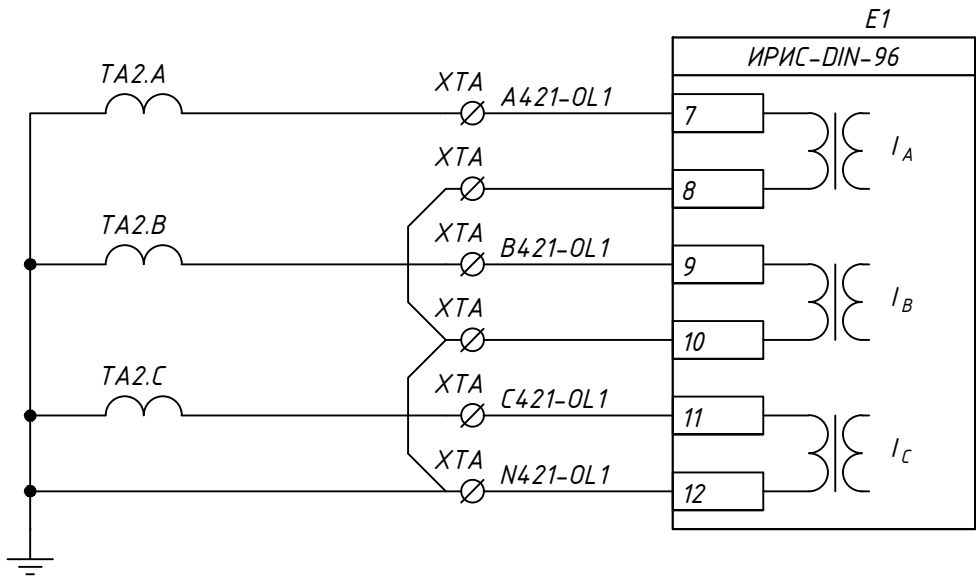 E1
ИРИС-DIN-96
TA2.A
XTA
A421-OL1
7
I A
XTA
8
TA2.B
XTA
B421-OL1
9
I B
XTA
10
TA2.C
XTA
C421-OL1
11
I C
XTA
N421-OL1
12